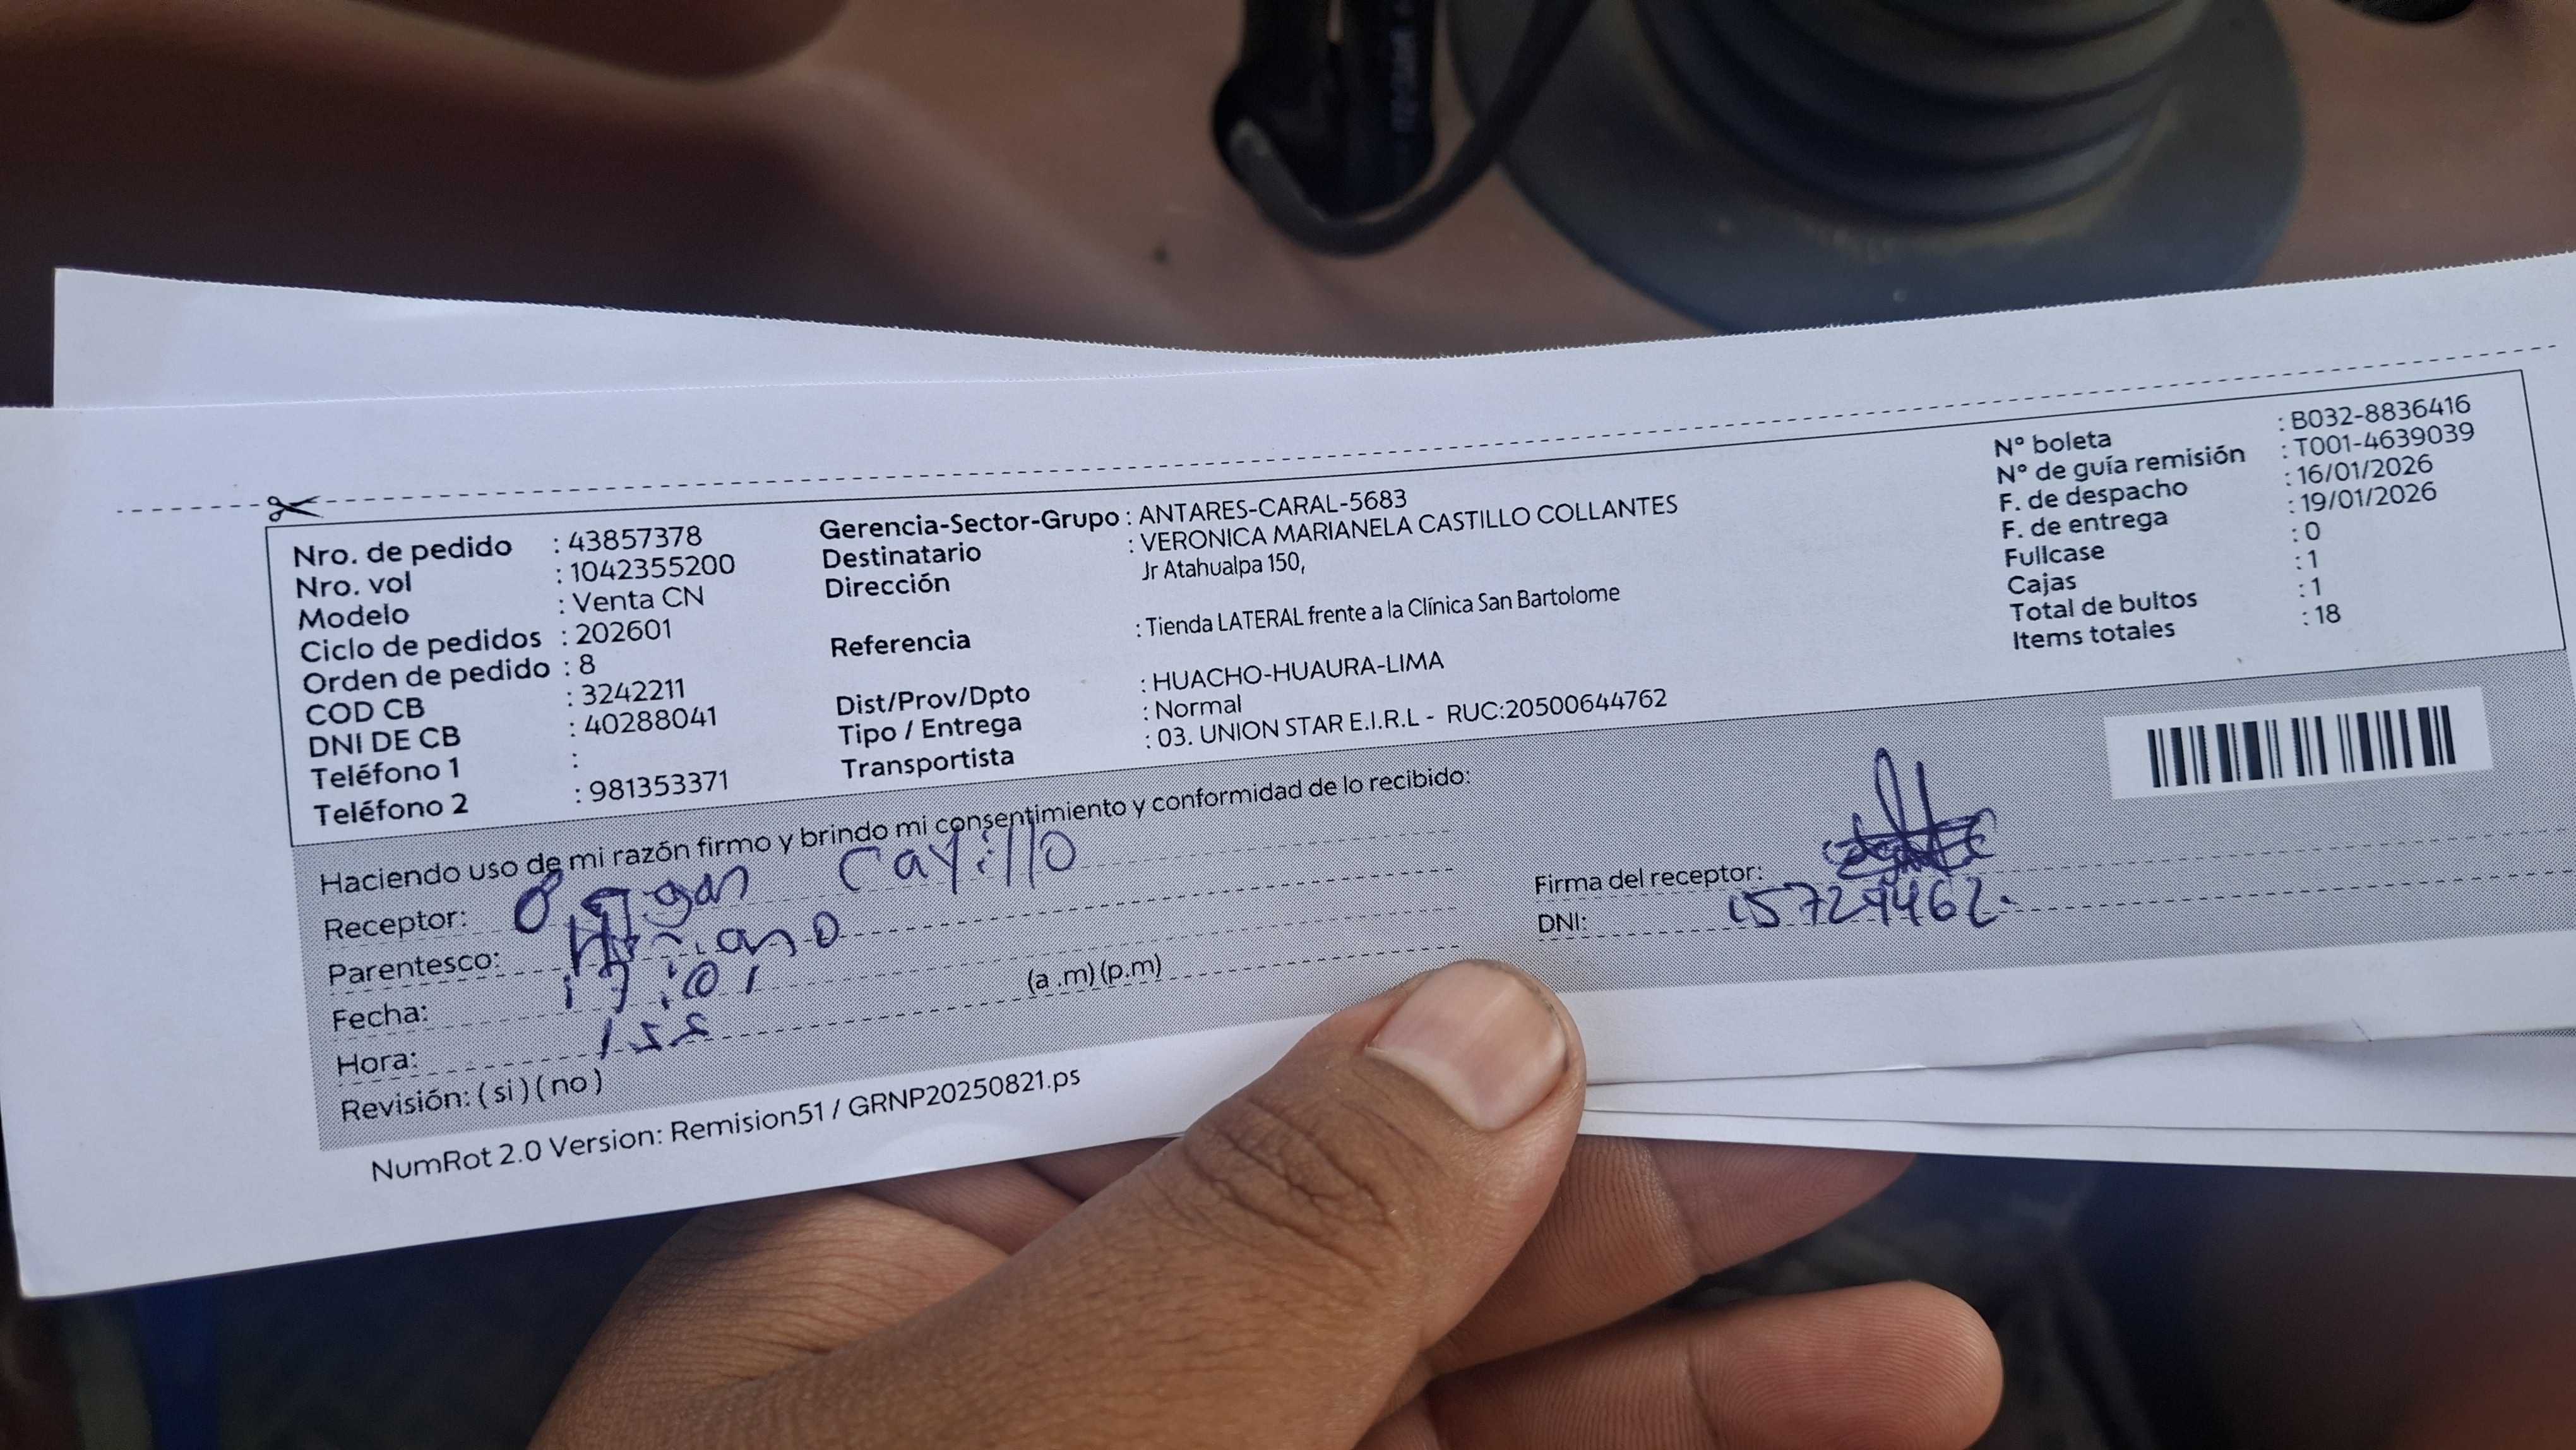 Nro. de pedido : 43857378
Nro. vol : 1042355200
Modelo : Venta CN
Ciclo de pedidos : 202601
Orden de pedido : 8
COD CB : 3242211
DNI DE CB : 40288041
Teléfono 1 :
Teléfono 2 : 981353371
Gerencia-Sector-Grupo : ANTARES-CARAL-5683
Destinatario : VERONICA MARIANELA CASTILLO COLLANTES
Dirección Jr Atahualpa 150,
Referencia : Tienda LATERAL frente a la Clínica San Bartolome
Dist/Prov/Dpto : HUACHO-HUAURA-LIMA
Tipo / Entrega : Normal
Transportista : 03. UNION STAR E.I.R.L - RUC:20500644762
N° boleta : B032-8836416
N° de guía remisión : T001-4639039
F. de despacho : 16/01/2026
F. de entrega : 19/01/2026
Fullcase : 0
Cajas : 1
Total de bultos : 1
Items totales : 18
Haciendo uso de mi razón firmo y brindo mi consentimiento y conformidad de lo recibido:
Receptor:
Parentesco:
Fecha:
Hora: (a .m) (p.m)
Revisión: ( si ) ( no )
Firma del receptor:
DNI: 15729462.
NumRot 2.0 Version: Remision51 / GRNP20250821.ps